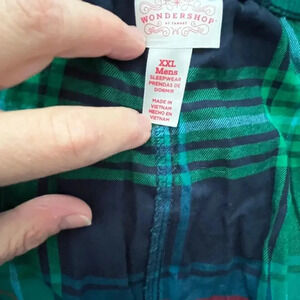 WONDERSHOP
AT TARGET
XXL
Mens
SLEEPWEAR
PRENDAS DE
DORMIR
MADE IN
VIETNAM
HECHO EN
VIETNAM